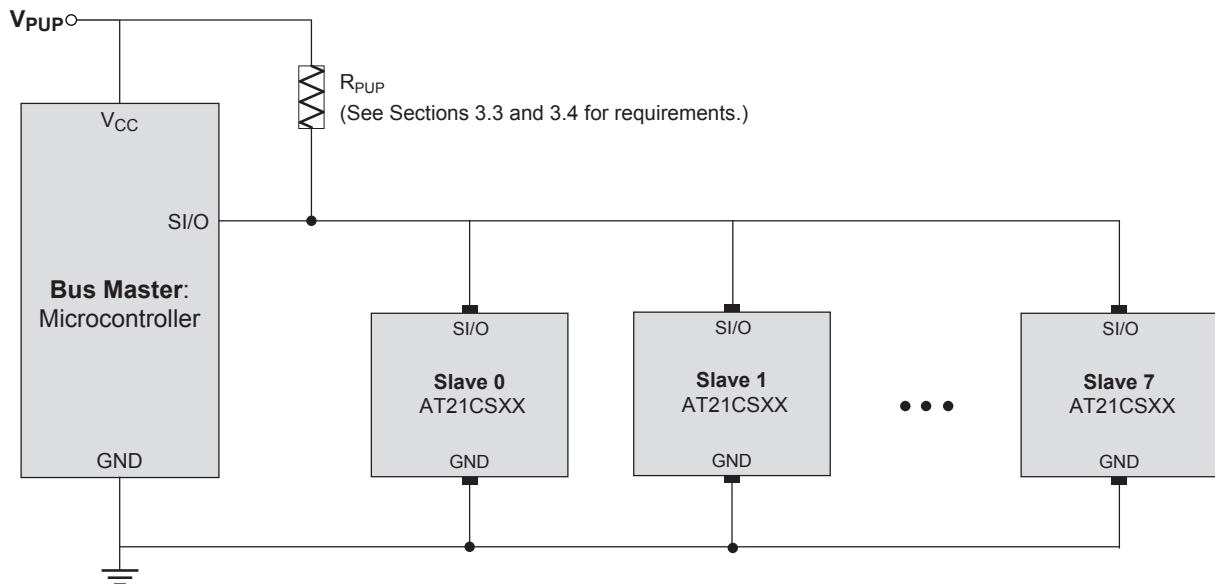 VPUP
RPUP
(See Sections 3.3 and 3.4 for requirements.)
VCC
SI/O
Bus Master:
Microcontroller
GND
SI/O
Slave 0
AT21CSXX
GND
SI/O
Slave 1
AT21CSXX
GND
SI/O
Slave 7
AT21CSXX
GND